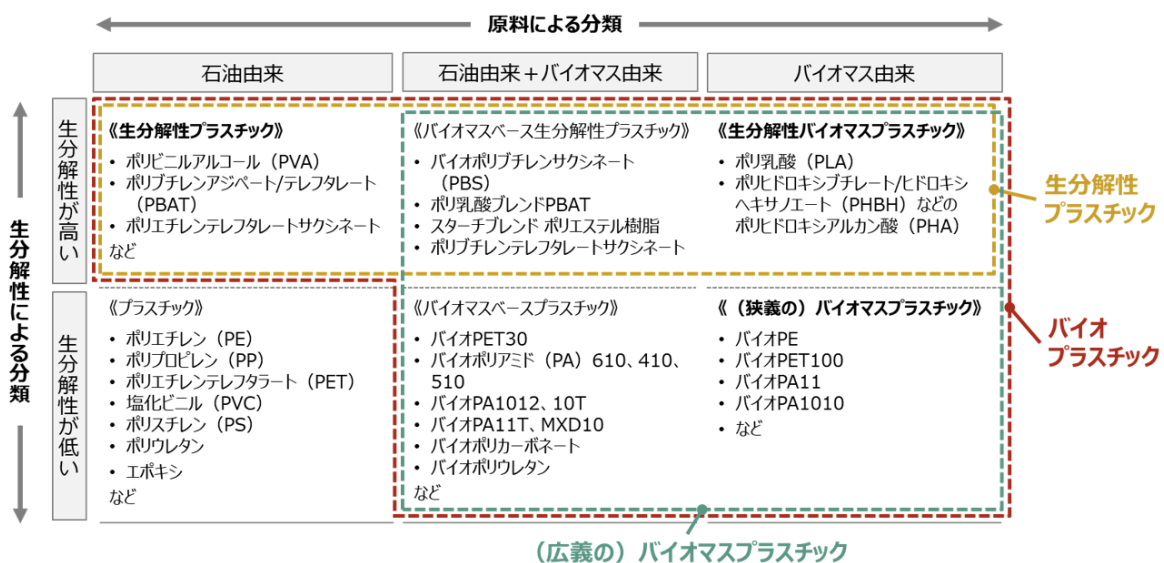 原料による分類
石油由来
石油由来+バイオマス由来
バイオマス由来
生分解性による分類
生分解性が高い
《生分解性プラスチック》
• ポリビニルアルコール（PVA）
• ポリブチレンアジペート/テレフタレート
（PBAT）
• ポリエチレンテレフタレートサクシネート
など
《バイオマスベース生分解性プラスチック》
• バイオポリブチレンサクシネート
（PBS）
• ポリ乳酸ブレンドPBAT
• スターチブレンド ポリエステル樹脂
• ポリブチレンテレフタレートサクシネート
《生分解性バイオマスプラスチック》
• ポリ乳酸（PLA）
• ポリヒドロキシブチレート/ヒドロキシ
ヘキサノエート（PHBH）などの
ポリヒドロキシアルカン酸（PHA）
生分解性
プラスチック
生分解性が低い
《プラスチック》
• ポリエチレン（PE）
• ポリプロピレン（PP）
• ポリエチレンテレフタラート（PET）
• 塩化ビニル（PVC）
• ポリスチレン（PS）
• ポリウレタン
• エポキシ
など
《バイオマスベースプラスチック》
• バイオPET30
• バイオポリアミド（PA）610、410、
510
• バイオPA1012、10T
• バイオPA11T、MXD10
• バイオポリカーボネート
• バイオポリウレタン
など
《（狭義の）バイオマスプラスチック》
• バイオPE
• バイオPET100
• バイオPA11
• バイオPA1010
• など
バイオ
プラスチック
（広義の）バイオマスプラスチック